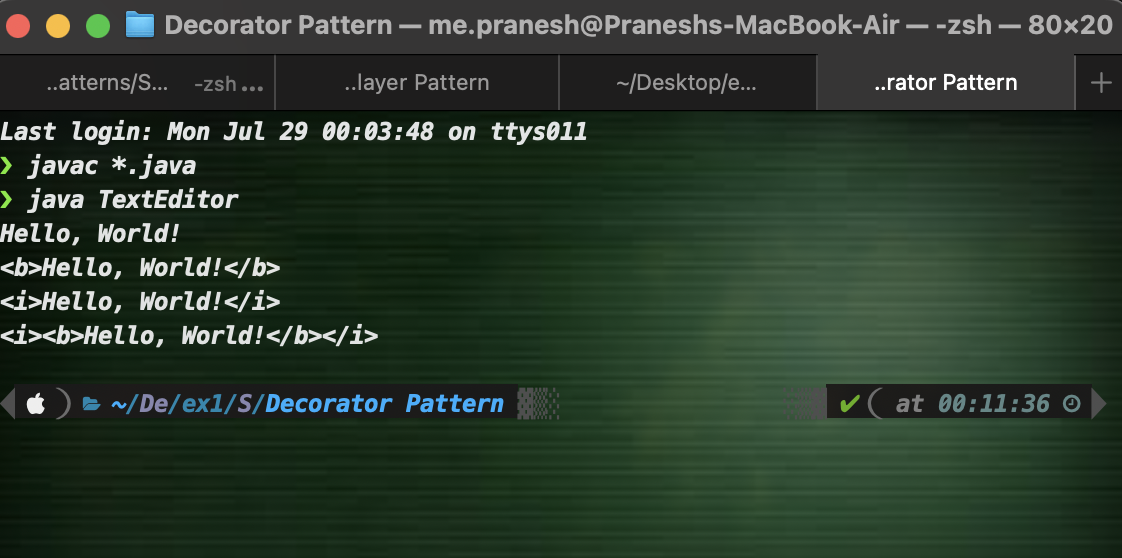 Decorator Pattern — me.pranesh@Praneshs-MacBook-Air — -zsh — 80×20
..atterns/S... -zsh ... ..layer Pattern ~/Desktop/e... ..rator Pattern +
Last login: Mon Jul 29 00:03:48 on ttys011
❯ javac *.java
❯ java TextEditor
Hello, World!
<b>Hello, World!</b>
<i>Hello, World!</i>
<i><b>Hello, World!</b></i>
~/De/ex1/S/Decorator Pattern ✔ at 00:11:36